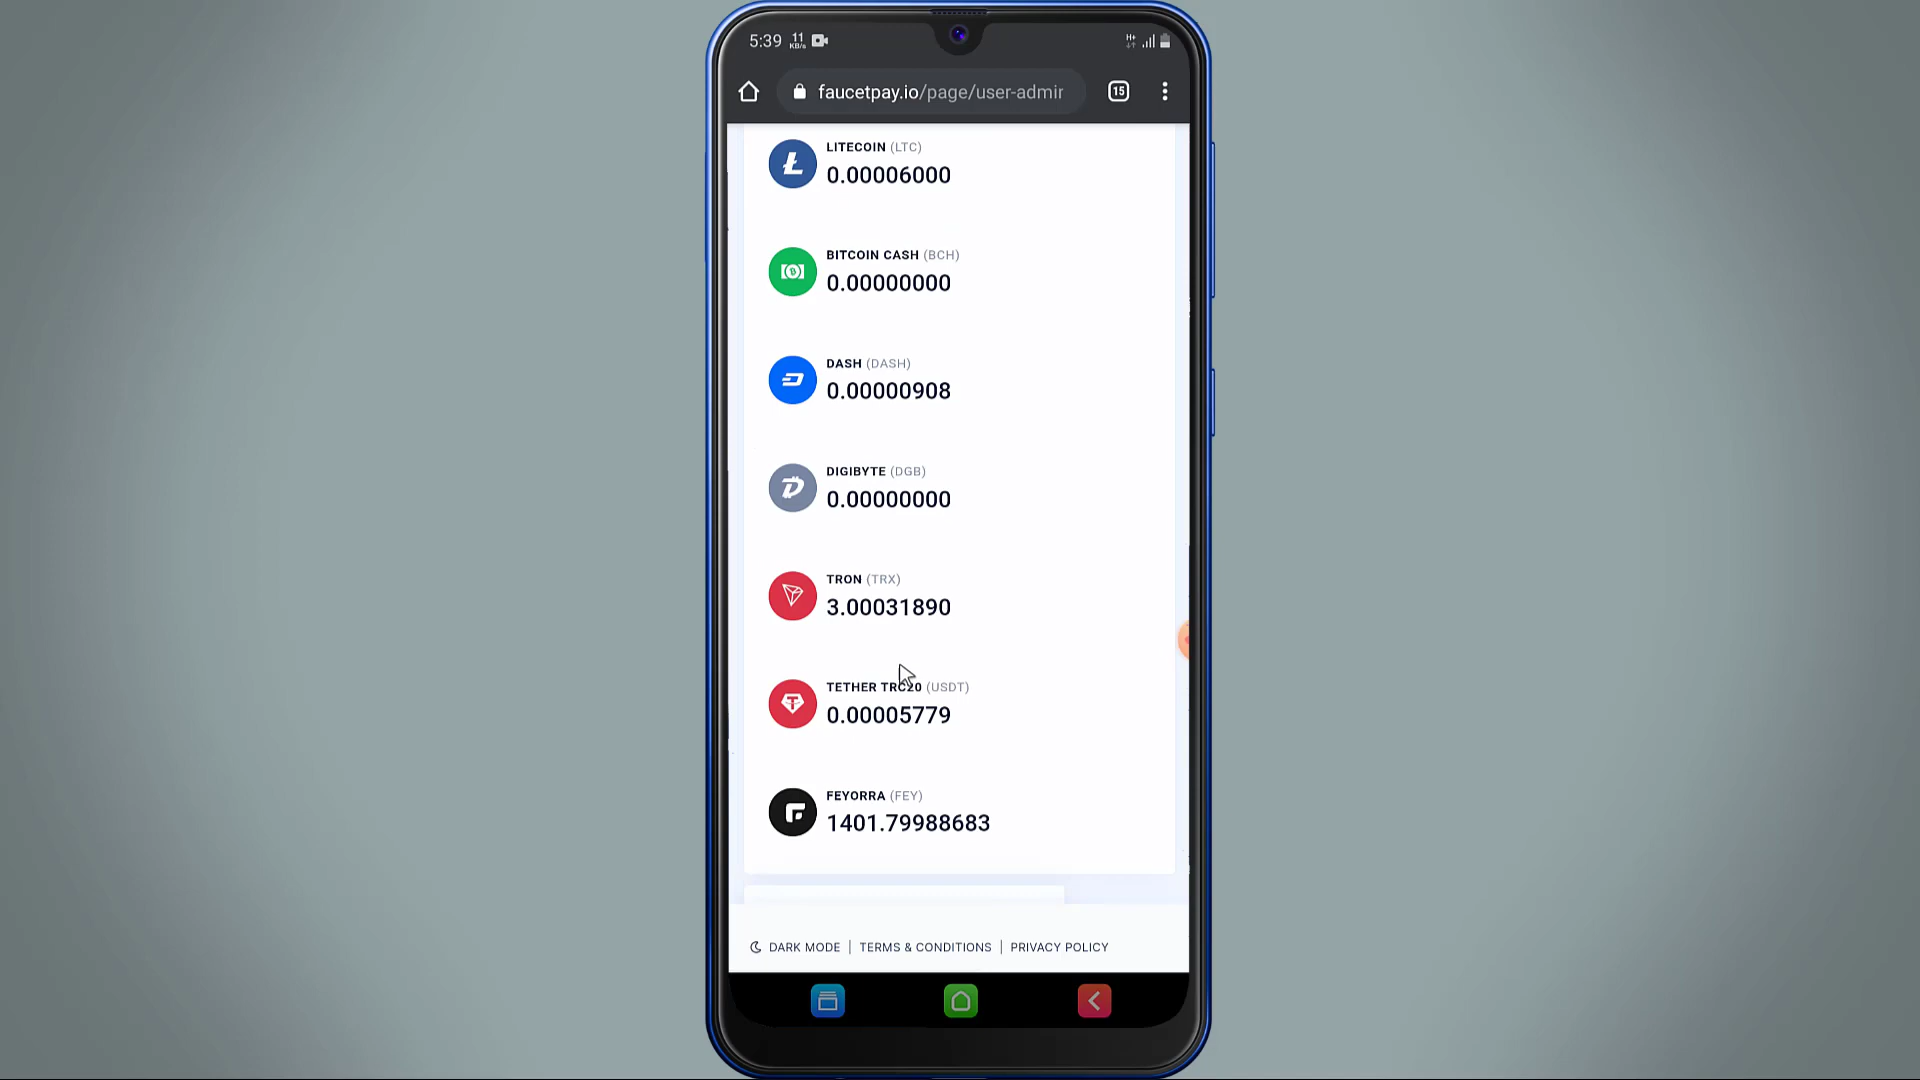 5:39 11 KB/s H+
faucetpay.io/page/user-admir 15
LITECOIN (LTC)
0.00006000
BITCOIN CASH (BCH)
0.00000000
DASH (DASH)
0.00000908
DIGIBYTE (DGB)
0.00000000
TRON (TRX)
3.00031890
TETHER TRC20 (USDT)
0.00005779
FEYORRA (FEY)
1401.79988683
DARK MODE | TERMS & CONDITIONS | PRIVACY POLICY